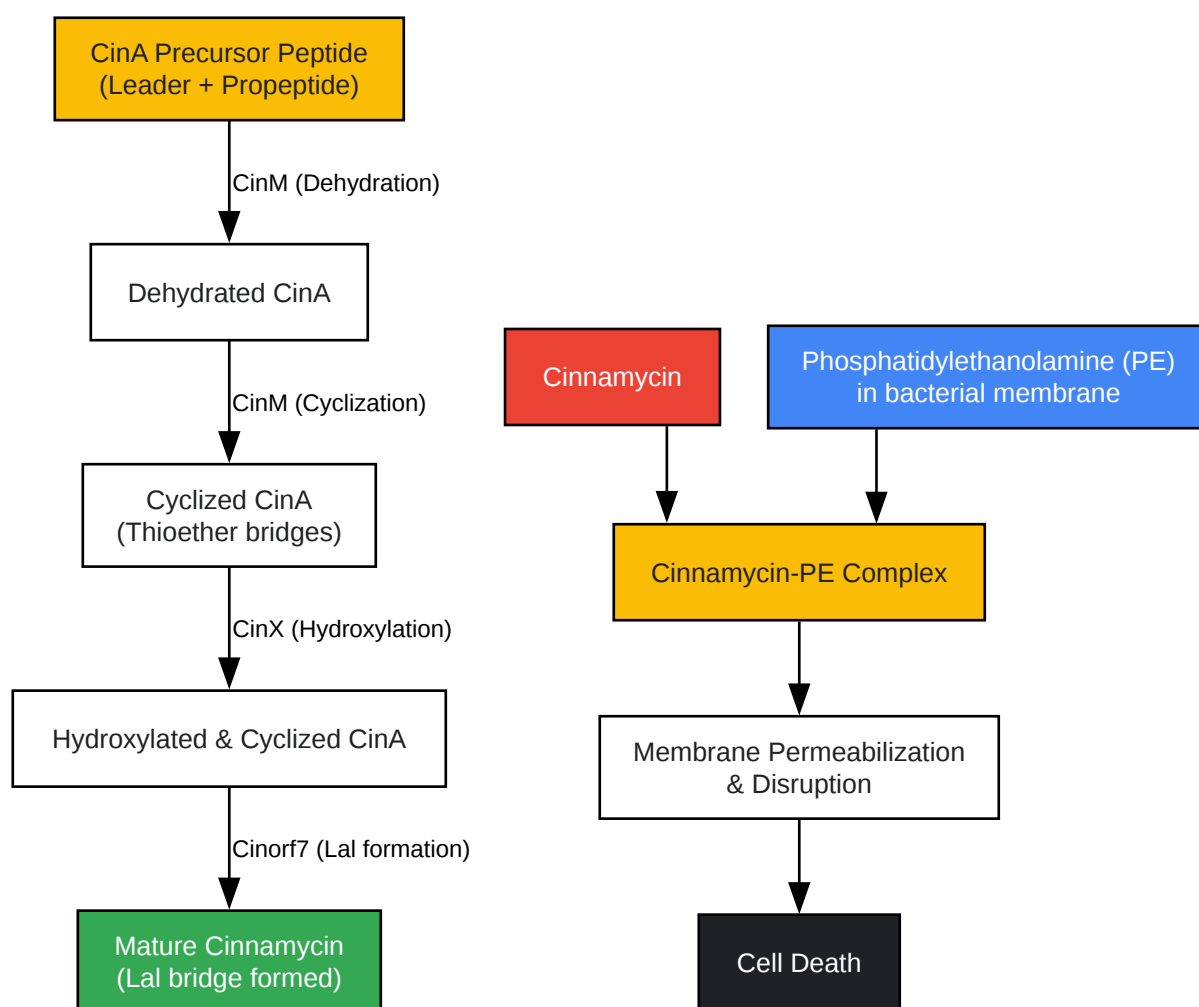 CinA Precursor Peptide
(Leader + Propeptide)
CinM (Dehydration)
Dehydrated CinA
CinM (Cyclization)
Cyclized CinA
(Thioether bridges)
CinX (Hydroxylation)
Hydroxylated & Cyclized CinA
Cinorf7 (Lal formation)
Mature Cinnamycin
(Lal bridge formed)
Cinnamycin
Phosphatidylethanolamine (PE)
in bacterial membrane
Cinnamycin-PE Complex
Membrane Permeabilization
& Disruption
Cell Death